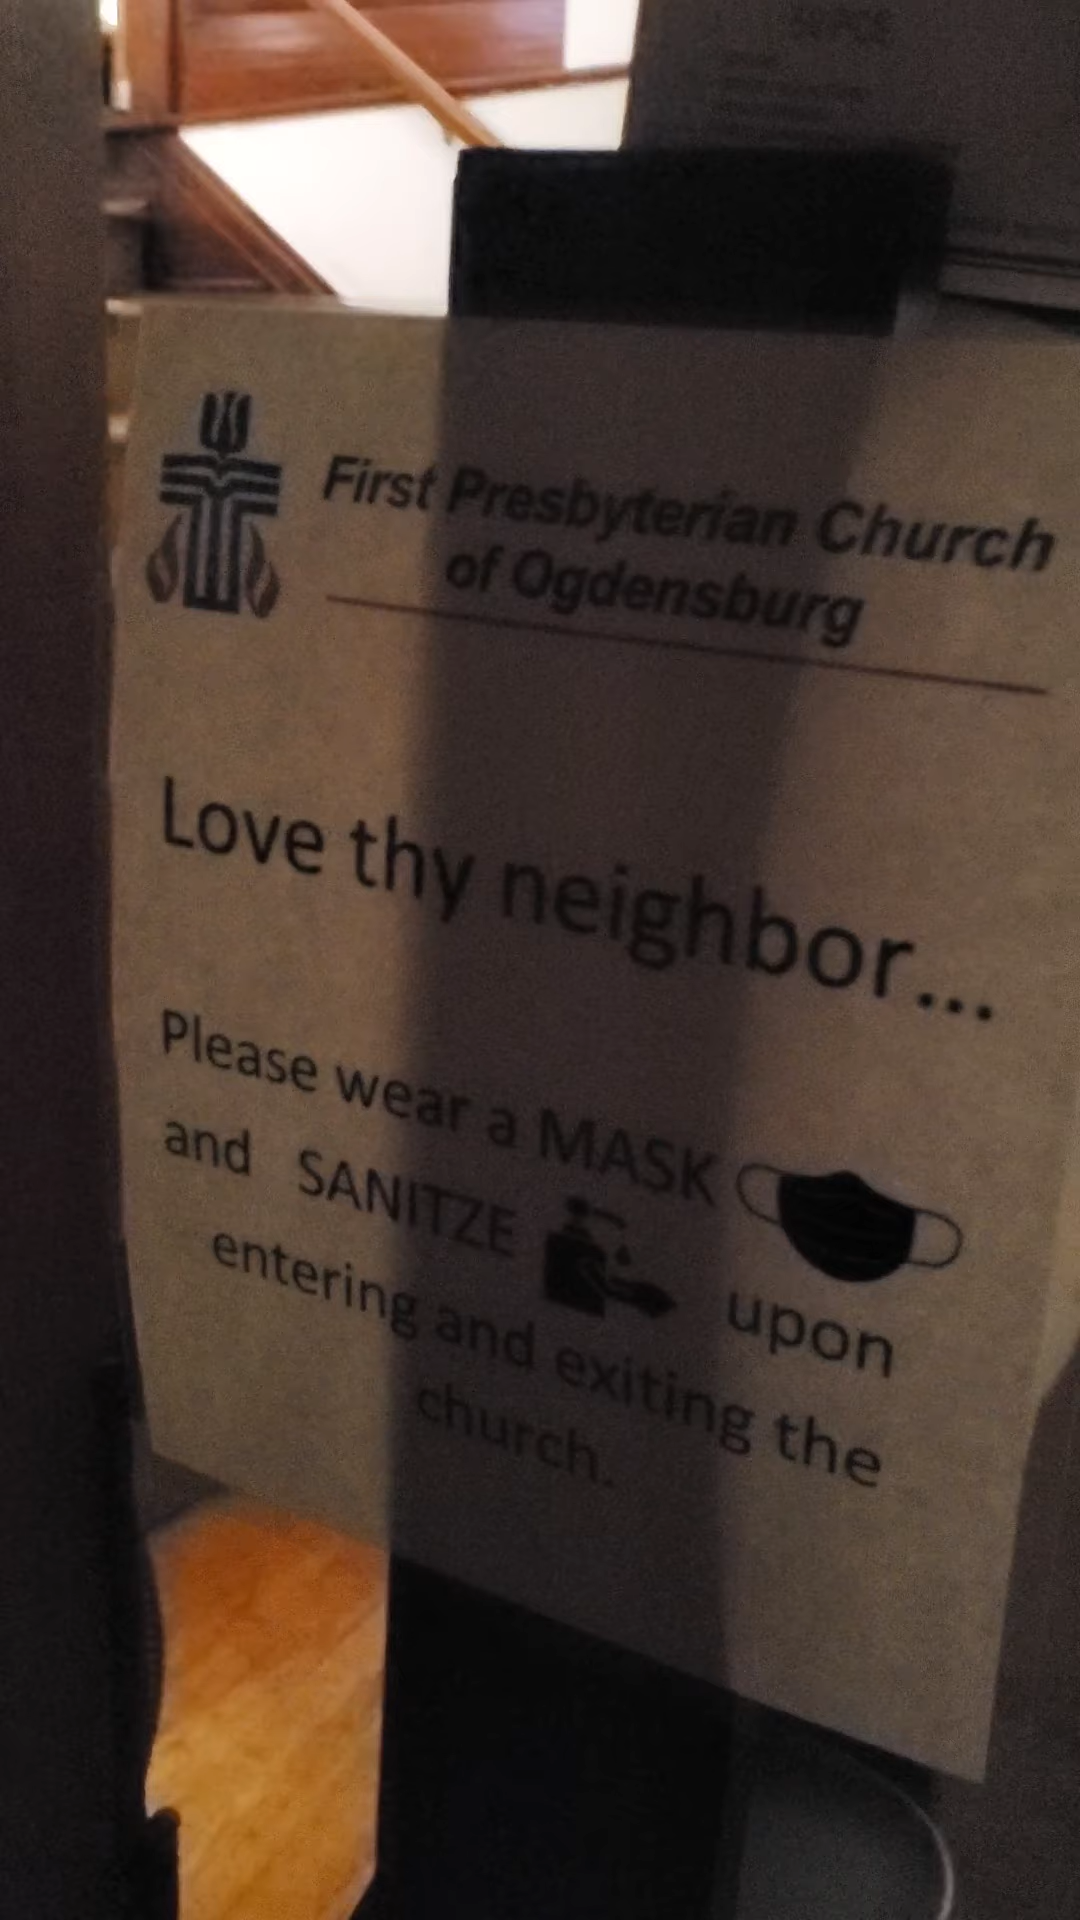 First Presbyterian Church
of Ogdensburg
Love thy neighbor...
Please wear a MASK
and SANITZE upon
entering and exiting the
church.